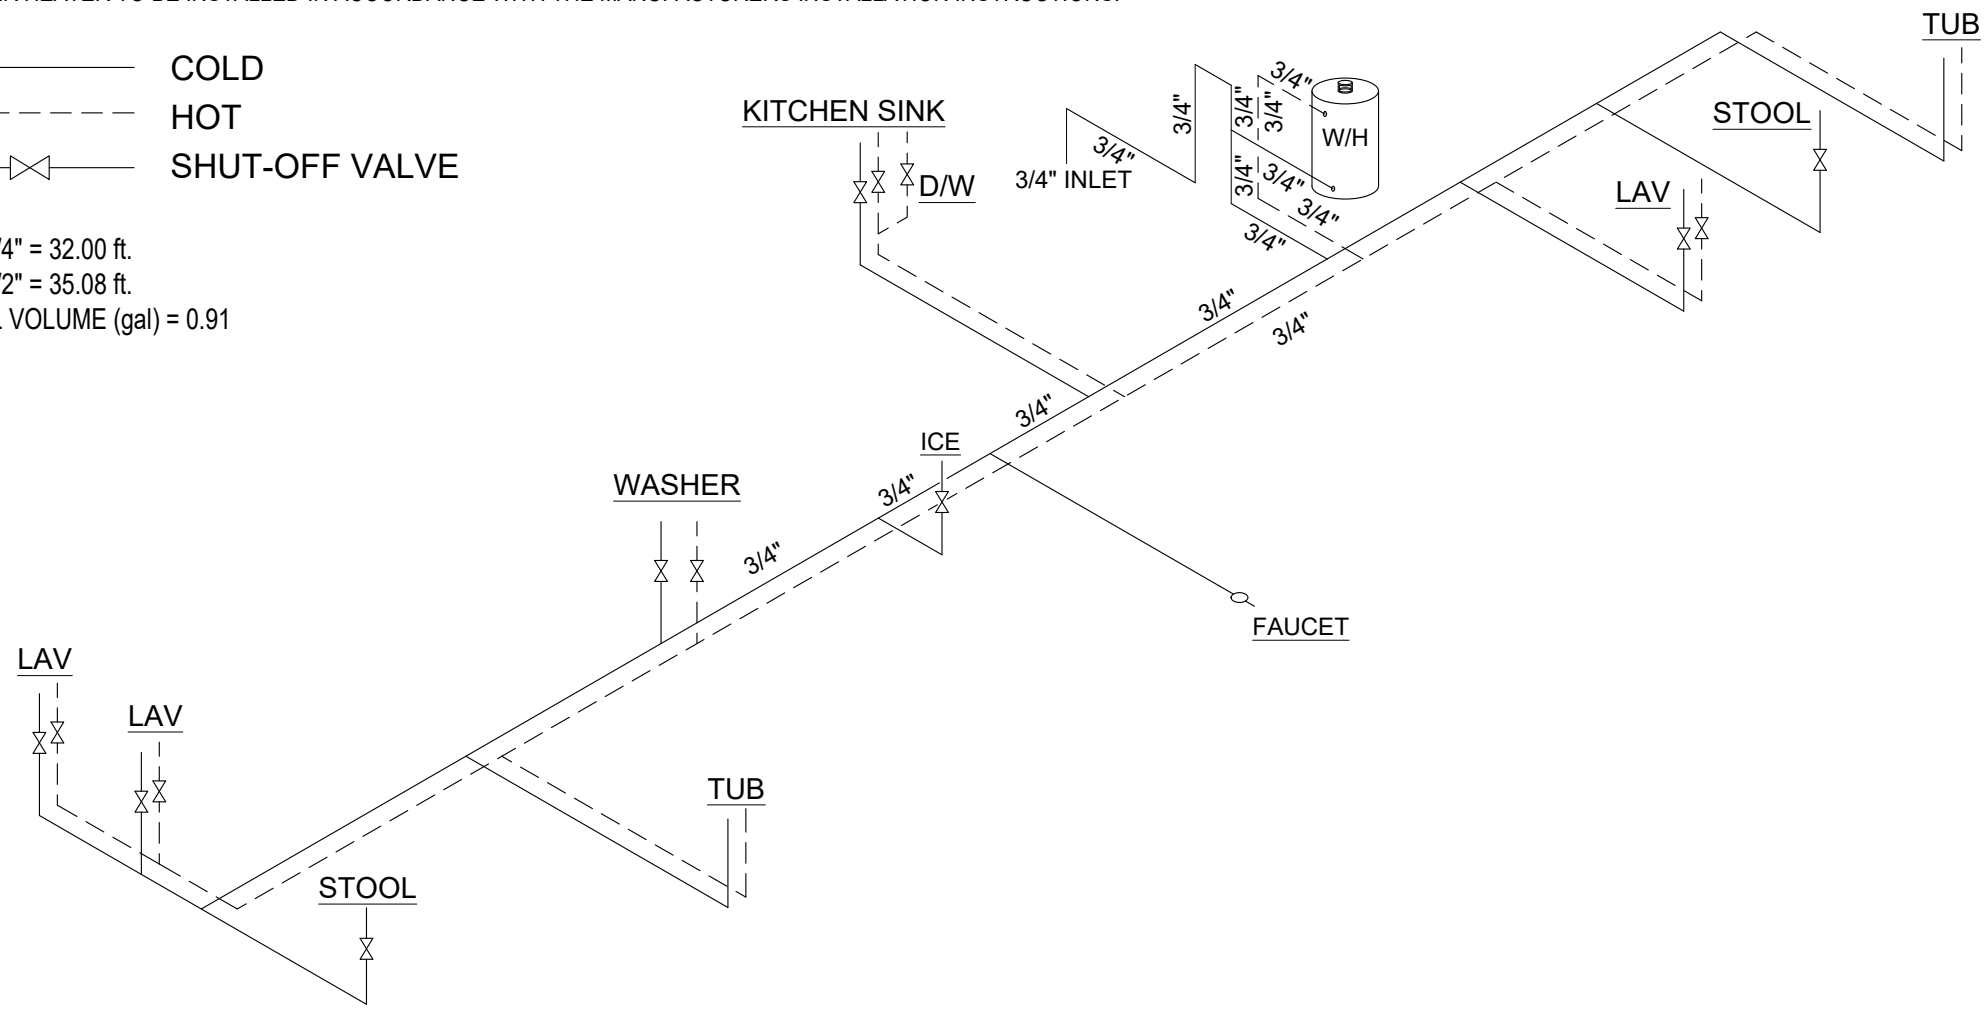 COLD
HOT
SHUT-OFF VALVE
/4" = 32.00 ft.
/2" = 35.08 ft.
VOLUME (gal) = 0.91
KITCHEN SINK
D/W
3/4"
3/4" INLET
3/4"
3/4"
3/4"
3/4"
W/H
3/4"
3/4"
3/4"
3/4"
TUB
STOOL
LAV
3/4"
3/4"
3/4"
ICE
3/4"
WASHER
3/4"
FAUCET
LAV
LAV
TUB
STOOL